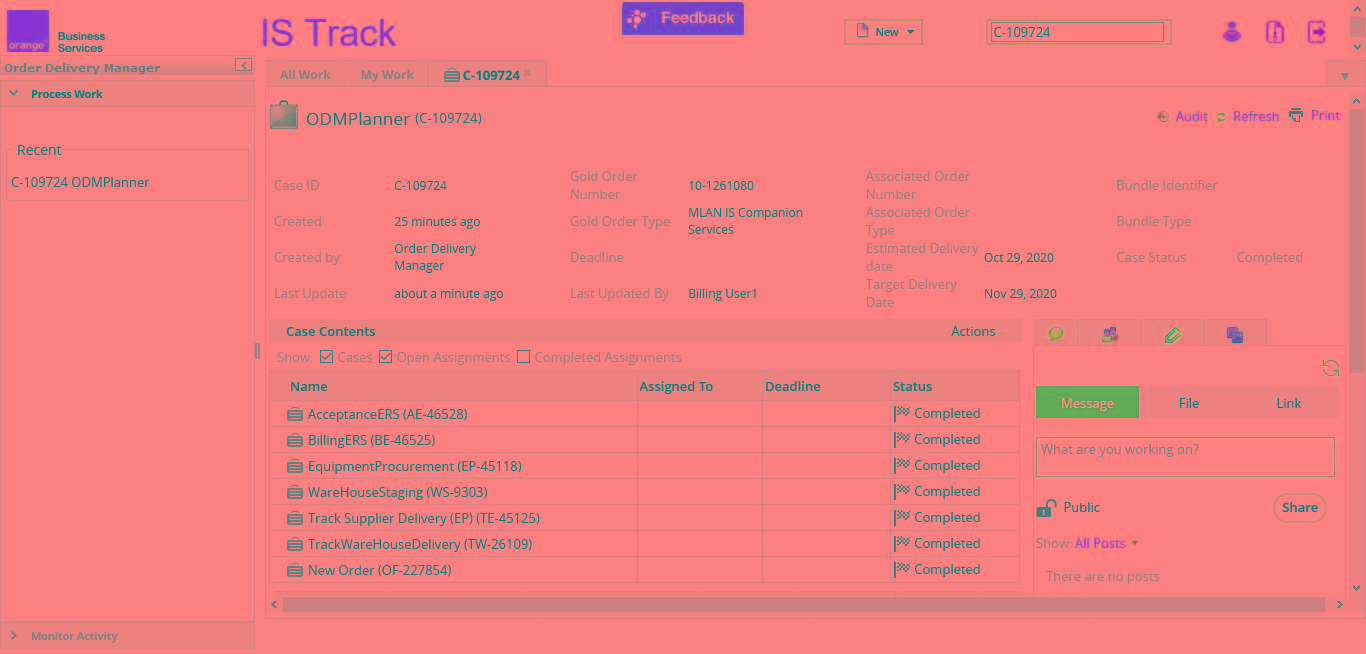 orange™
Business
Services
IS Track
Feedback
New
C-109724
Order Delivery Manager
Process Work
Recent
C-109724 ODMPlanner
Monitor Activity
All Work
My Work
C-109724
ODMPlanner (C-109724)
Audit
Refresh
Print
Case ID
C-109724
Gold Order
Number
10-1261080
Associated Order
Number
Bundle Identifier
Created
25 minutes ago
Gold Order Type
MLAN IS Companion
Services
Associated Order
Type
Bundle Type
Created by
Order Delivery
Manager
Deadline
Estimated Delivery
date
Oct 29, 2020
Case Status
Completed
Last Update
about a minute ago
Last Updated By
Billing User1
Target Delivery
Date
Nov 29, 2020
Case Contents
Actions
Show: Cases Open Assignments Completed Assignments
Name Assigned To Deadline Status
AcceptanceERS (AE-46528) Completed
BillingERS (BE-46525) Completed
EquipmentProcurement (EP-45118) Completed
WareHouseStaging (WS-9303) Completed
Track Supplier Delivery (EP) (TE-45125) Completed
TrackWareHouseDelivery (TW-26109) Completed
New Order (OF-227854) Completed
Message File Link
What are you working on?
Public
Share
Show: All Posts
There are no posts